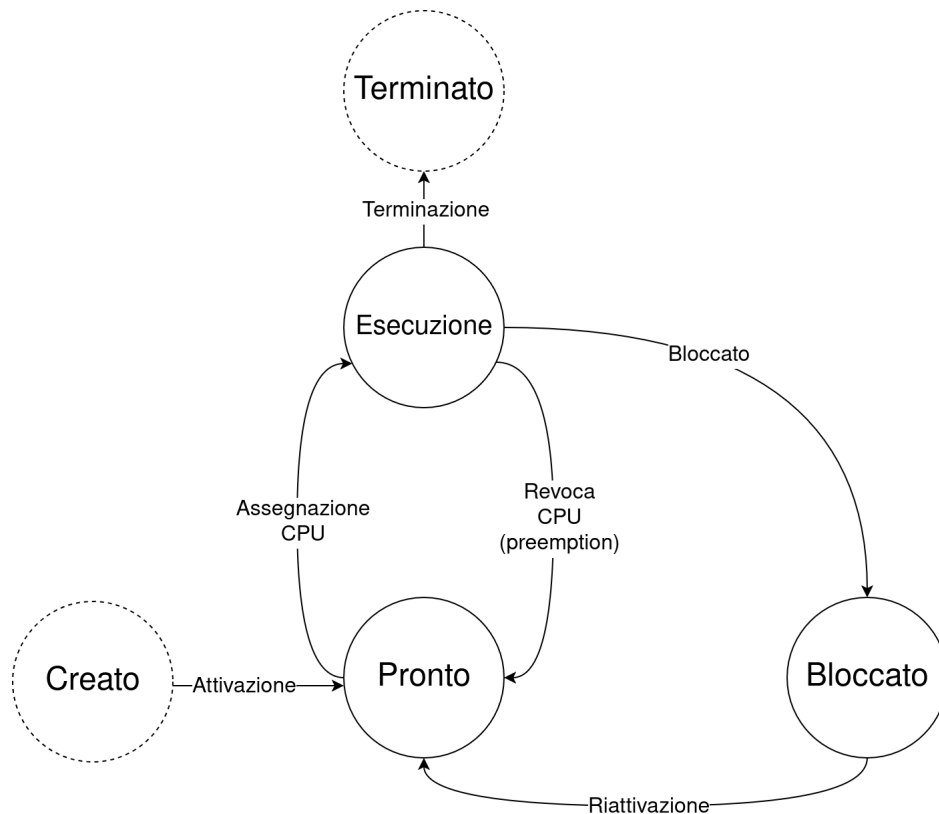 Terminato
Terminazione
Esecuzione
Bloccato
Assegnazione
CPU
Revoca
CPU
(preemption)
Creato
Attivazione
Pronto
Bloccato
Riattivazione